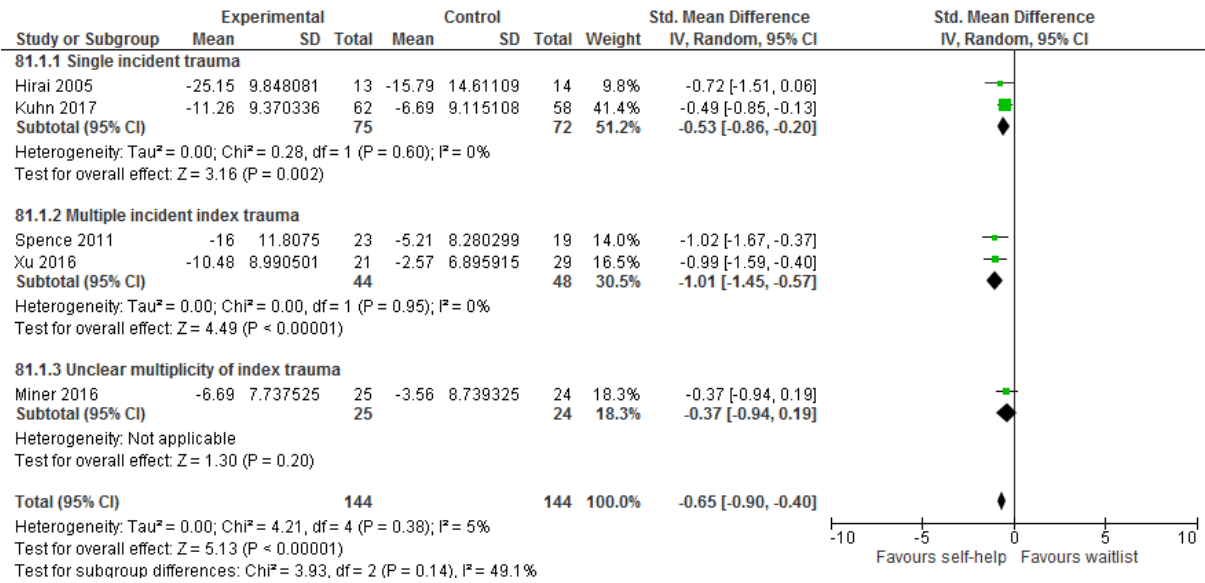 Experimental Control Std. Mean Difference Std. Mean Difference
Study or Subgroup Mean SD Total Mean SD Total Weight IV, Random, 95% CI IV, Random, 95% CI
81.1.1 Single incident trauma
Hirai 2005 -25.15 9.848081 13 -15.79 14.61109 14 9.8% -0.72 [-1.51, 0.06]
Kuhn 2017 -11.26 9.370336 62 -6.69 9.115108 58 41.4% -0.49 [-0.85, -0.13]
Subtotal (95% CI) 75 72 51.2% -0.53 [-0.86, -0.20]
Heterogeneity: Tau² = 0.00; Chi² = 0.28, df = 1 (P = 0.60); I² = 0%
Test for overall effect: Z = 3.16 (P = 0.002)
81.1.2 Multiple incident index trauma
Spence 2011 -16 11.8075 23 -5.21 8.280299 19 14.0% -1.02 [-1.67, -0.37]
Xu 2016 -10.48 8.990501 21 -2.57 6.895915 29 16.5% -0.99 [-1.59, -0.40]
Subtotal (95% CI) 44 48 30.5% -1.01 [-1.45, -0.57]
Heterogeneity: Tau² = 0.00; Chi² = 0.00, df = 1 (P = 0.95); I² = 0%
Test for overall effect: Z = 4.49 (P < 0.00001)
81.1.3 Unclear multiplicity of index trauma
Miner 2016 -6.69 7.737525 25 -3.56 8.739325 24 18.3% -0.37 [-0.94, 0.19]
Subtotal (95% CI) 25 24 18.3% -0.37 [-0.94, 0.19]
Heterogeneity: Not applicable
Test for overall effect: Z = 1.30 (P = 0.20)
Total (95% CI) 144 144 100.0% -0.65 [-0.90, -0.40]
Heterogeneity: Tau² = 0.00; Chi² = 4.21, df = 4 (P = 0.38); I² = 5%
Test for overall effect: Z = 5.13 (P < 0.00001)
Test for subgroup differences: Chi² = 3.93, df = 2 (P = 0.14), I² = 49.1%
-10 -5 0 5 10
Favours self-help Favours waitlist